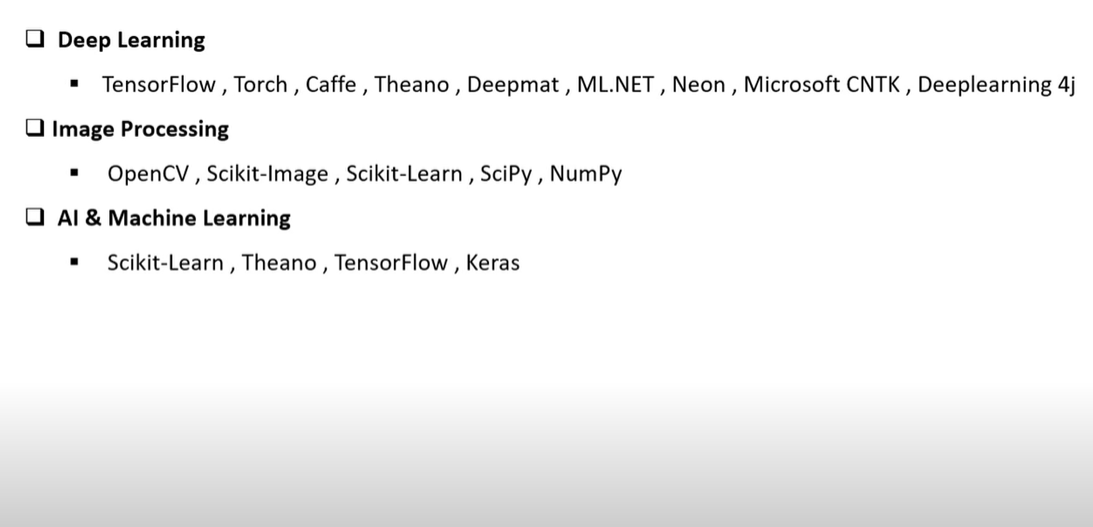 Deep Learning
TensorFlow , Torch , Caffe , Theano , Deepmat , ML.NET , Neon , Microsoft CNTK , Deeplearning 4j
Image Processing
OpenCV , Scikit-Image , Scikit-Learn , SciPy , NumPy
AI & Machine Learning
Scikit-Learn , Theano , TensorFlow , Keras